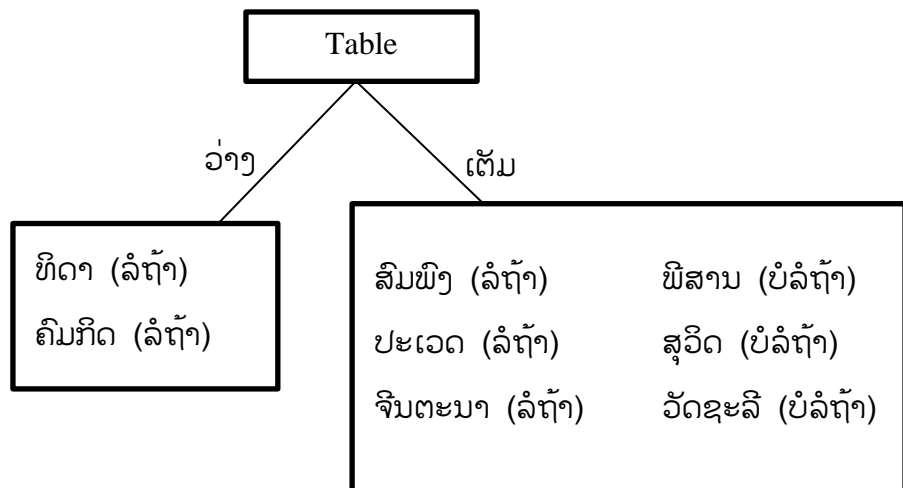 Table
ວ່າງ
ເຕັມ
ທິດາ (ລໍຖ້າ)
ຄົມກິດ (ລໍຖ້າ)
ສົມພົງ (ລໍຖ້າ) ພີສານ (ບໍລໍຖ້າ)
ປະເວດ (ລໍຖ້າ) ສຸວິດ (ບໍລໍຖ້າ)
ຈີນຕະນາ (ລໍຖ້າ) ວັດຊະລີ (ບໍລໍຖ້າ)